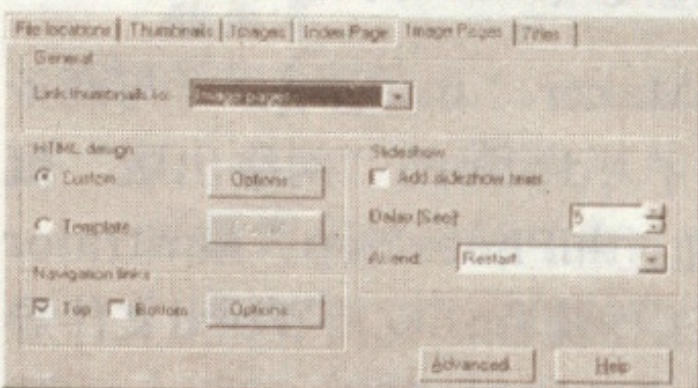 File locations Thumbnails Images Index Page Image Pages Titles
General
Link thumbnails to: Image pages
HTML design
Custom Options...
Template
Navigation links
Top Bottom Options...
Slideshow
Add slideshow
Delay [Sec]: 5
At end: Restart
Advanced... Help